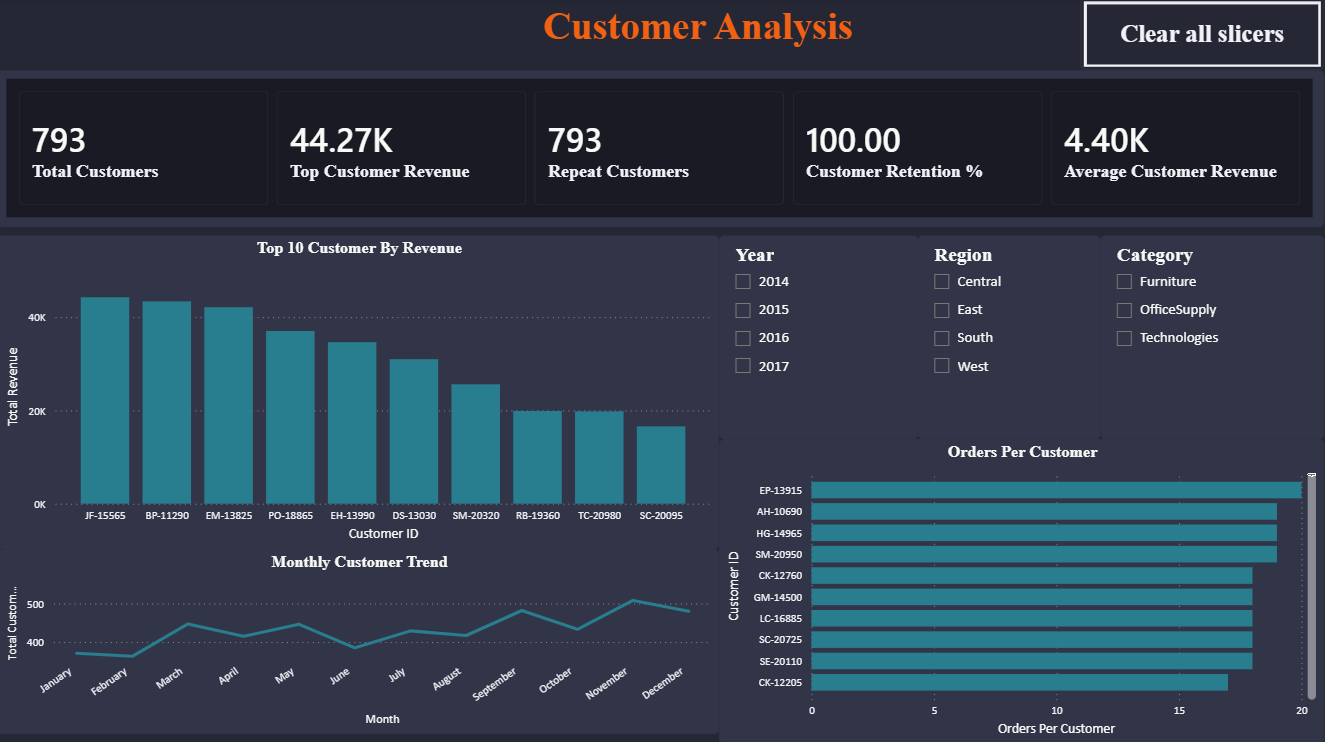 Customer Analysis
Clear all slicers
793
Total Customers
44.27K
Top Customer Revenue
793
Repeat Customers
100.00
Customer Retention %
4.40K
Average Customer Revenue
Top 10 Customer By Revenue
Total Revenue
40K
20K
0K
JF-15565 BP-11290 EM-13825 PO-18865 EH-13990 DS-13030 SM-20320 RB-19360 TC-20980 SC-20095
Customer ID
Year
2014
2015
2016
2017
Region
Central
East
South
West
Category
Furniture
OfficeSupply
Technologies
Monthly Customer Trend
Total Custom...
500
400
January February March April May June July August September October November December
Month
Orders Per Customer
Customer ID
EP-13915
AH-10690
HG-14965
SM-20950
CK-12760
GM-14500
LC-16885
SC-20725
SE-20110
CK-12205
0 5 10 15 20
Orders Per Customer